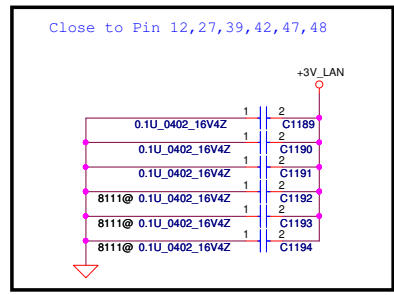 Close to Pin 12,27,39,42,47,48
+3V_LAN
1 2
0.1U_0402_16V4Z C1189
1 2
0.1U_0402_16V4Z C1190
1 2
0.1U_0402_16V4Z C1191
1 2
8111@ 0.1U_0402_16V4Z C1192
1 2
8111@ 0.1U_0402_16V4Z C1193
1 2
8111@ 0.1U_0402_16V4Z C1194